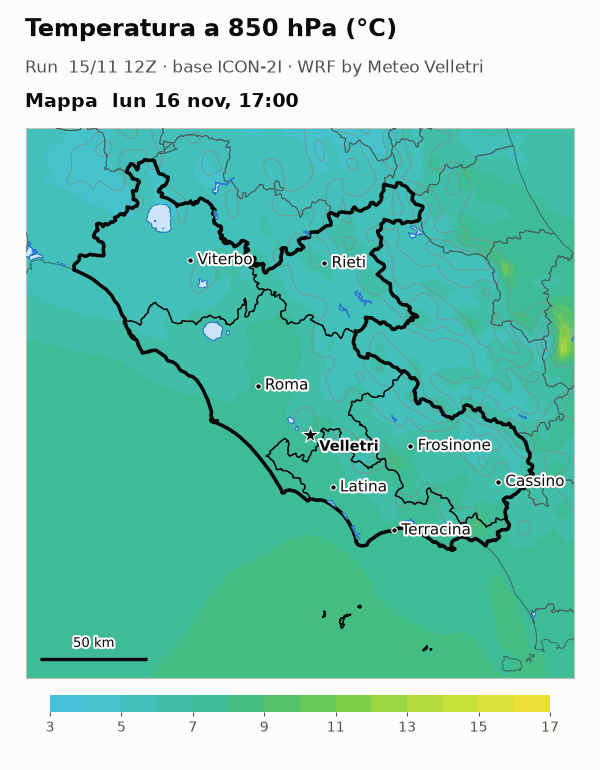 Temperatura a 850 hPa (°C)
Run  15/11 12Z · base ICON-2I · WRF by Meteo Velletri
Mappa  lun 16 nov, 17:00
Viterbo
Rieti
Roma
Velletri
Frosinone
Latina
Cassino
Terracina
50 km
3 5 7 9 11 13 15 17